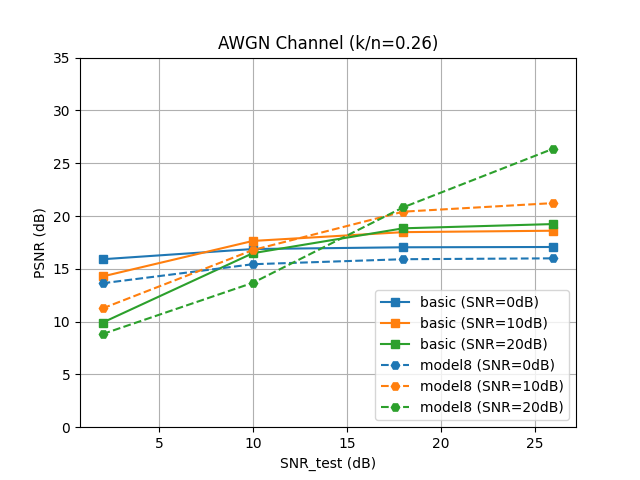 AWGN Channel (k/n=0.26)
PSNR (dB)
35
30
25
20
15
10
5
0
basic (SNR=0dB)
basic (SNR=10dB)
basic (SNR=20dB)
model8 (SNR=0dB)
model8 (SNR=10dB)
model8 (SNR=20dB)
5 10 15 20 25
SNR_test (dB)